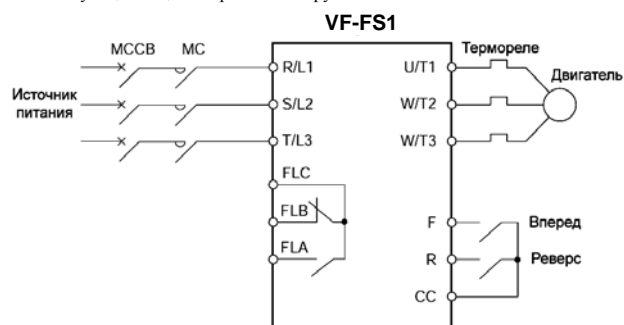 VF-FS1
MCCB MC
Термореле
R/L1
U/T1
Двигатель
Источник
питания
S/L2
W/T2
T/L3
W/T3
FLC
FLB
F
Вперед
FLA
R
Реверс
CC